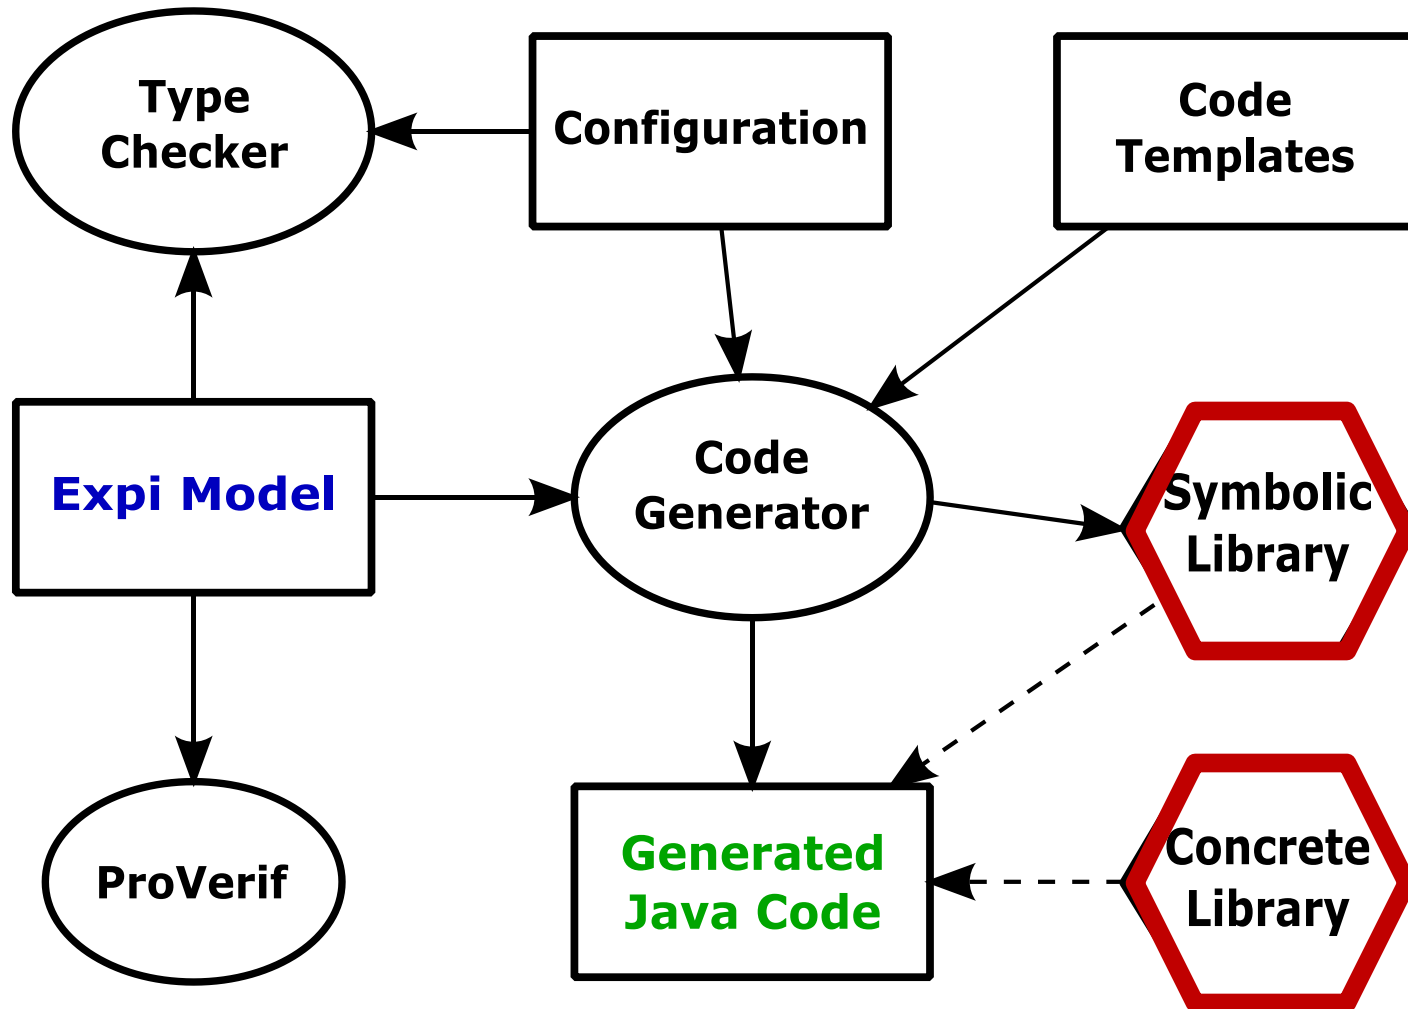 Type
Checker
Configuration
Code
Templates
Expi Model
Code
Generator
Symbolic
Library
ProVerif
Generated
Java Code
Concrete
Library